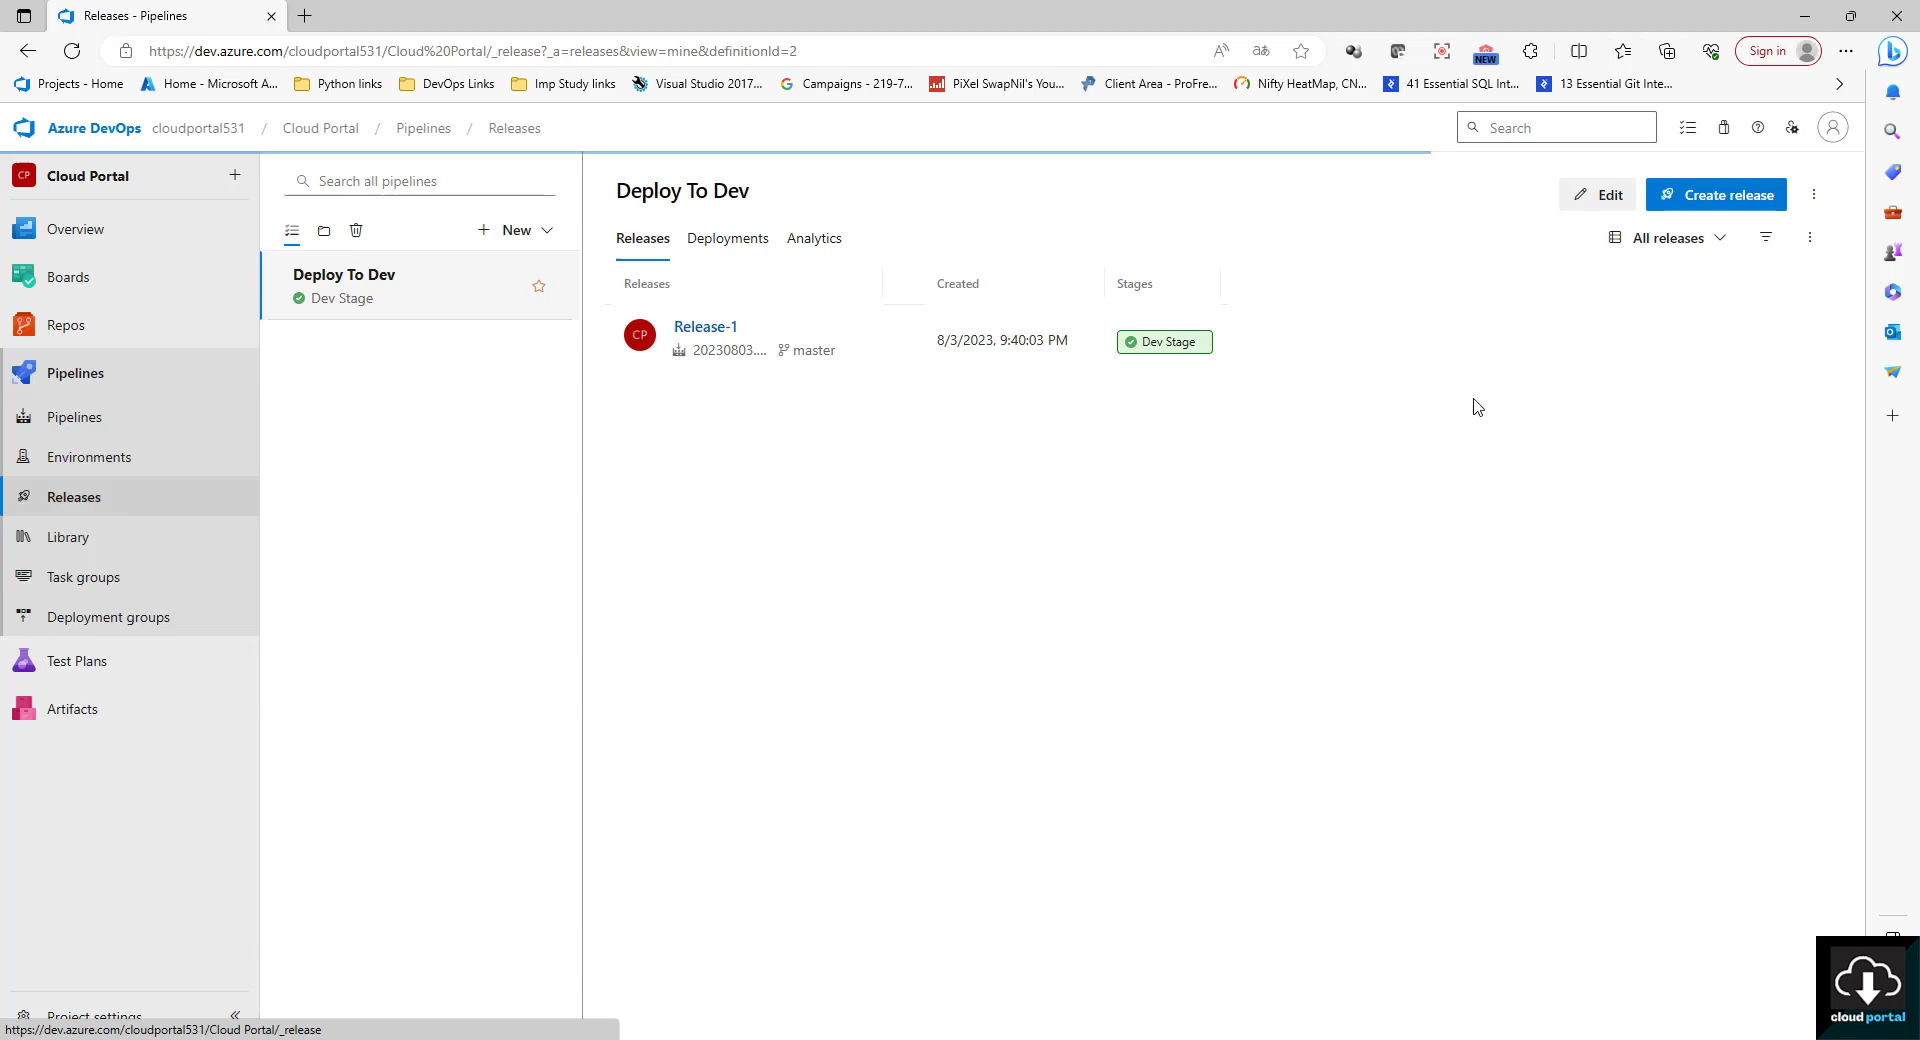 Releases - Pipelines
https://dev.azure.com/cloudportal531/Cloud%20Portal/_release?_a=releases&view=mine&definitionId=2
A))
aあ
NEW
Sign in
Projects - Home
Home - Microsoft A...
Python links
DevOps Links
Imp Study links
Visual Studio 2017...
Campaigns - 219-7...
PiXel SwapNil's You...
Client Area - ProFre...
Nifty HeatMap, CN...
41 Essential SQL Int...
13 Essential Git Inte...
Azure DevOps cloudportal531 / Cloud Portal / Pipelines / Releases
Search
CP Cloud Portal
Overview
Boards
Repos
Pipelines
Pipelines
Environments
Releases
Library
Task groups
Deployment groups
Test Plans
Artifacts
Project settings
https://dev.azure.com/cloudportal531/Cloud Portal/_release
Search all pipelines
New
Deploy To Dev
Dev Stage
Deploy To Dev
Edit
Create release
Releases Deployments Analytics
All releases
Releases Created Stages
CP
Release-1
20230803.... master
8/3/2023, 9:40:03 PM
Dev Stage
cloud portal